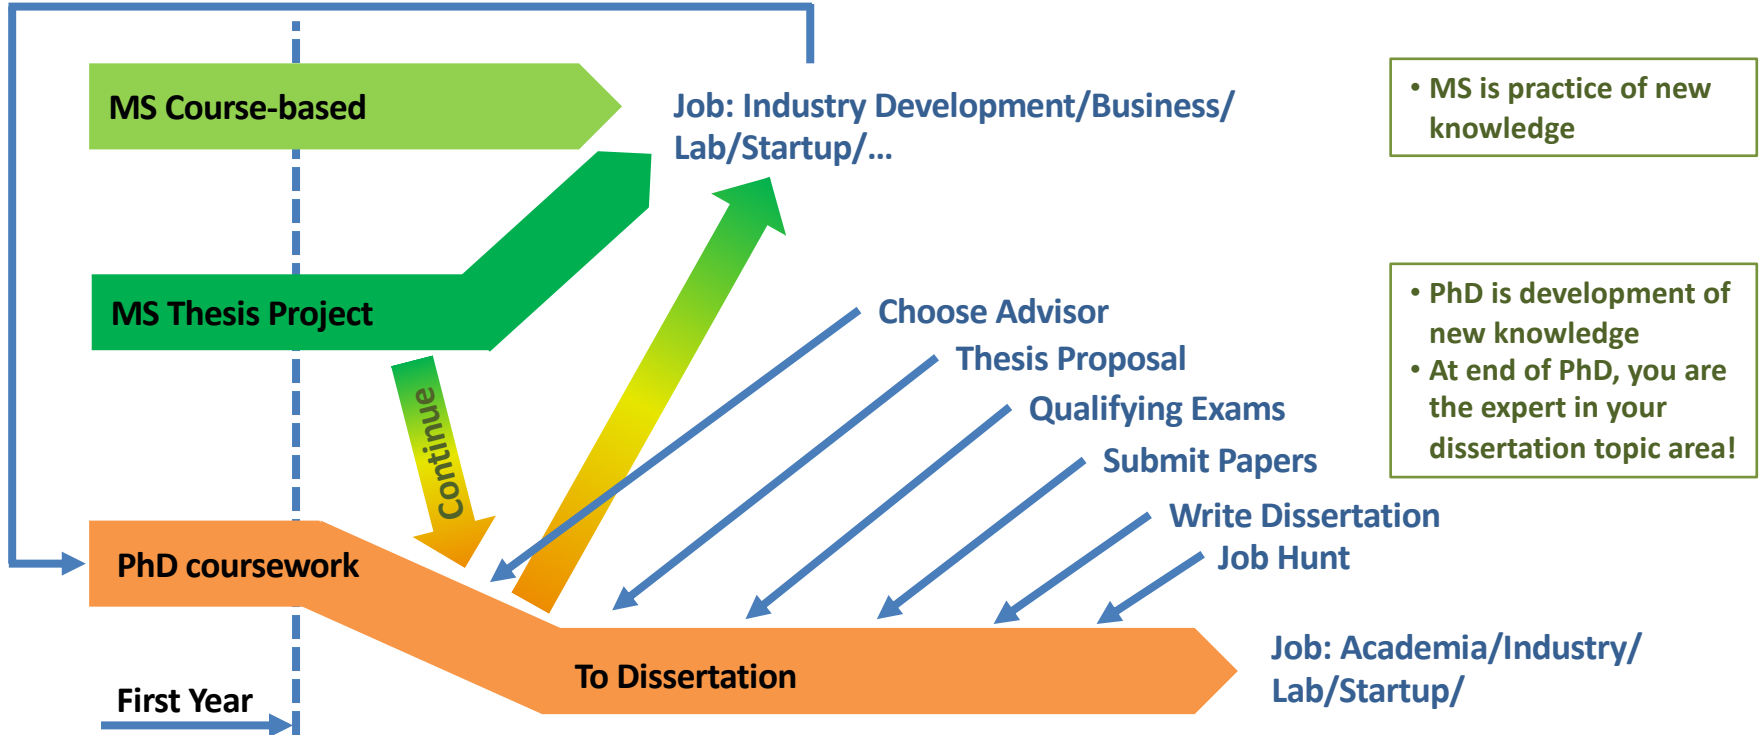 MS Course-based
Job: Industry Development/Business/
Lab/Startup/…
• MS is practice of new
knowledge
MS Thesis Project
Continue
Choose Advisor
Thesis Proposal
Qualifying Exams
Submit Papers
Write Dissertation
Job Hunt
• PhD is development of
new knowledge
• At end of PhD, you are
the expert in your
dissertation topic area!
PhD coursework
To Dissertation
Job: Academia/Industry/
Lab/Startup/
First Year